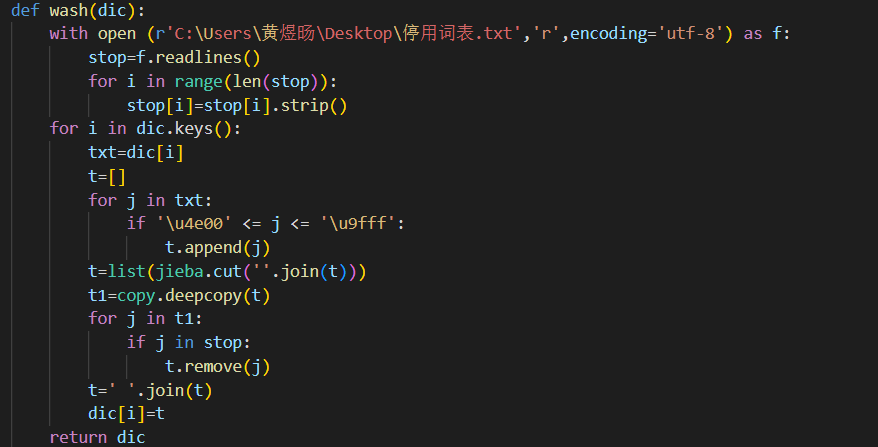 def wash(dic):
    with open (r'C:\Users\黄煜旸\Desktop\停用词表.txt','r',encoding='utf-8') as f:
        stop=f.readlines()
        for i in range(len(stop)):
            stop[i]=stop[i].strip()
    for i in dic.keys():
        txt=dic[i]
        t=[]
        for j in txt:
            if '\u4e00' <= j <= '\u9fff':
                t.append(j)
        t=list(jieba.cut(''.join(t)))
        t1=copy.deepcopy(t)
        for j in t1:
            if j in stop:
                t.remove(j)
        t=' '.join(t)
        dic[i]=t
    return dic